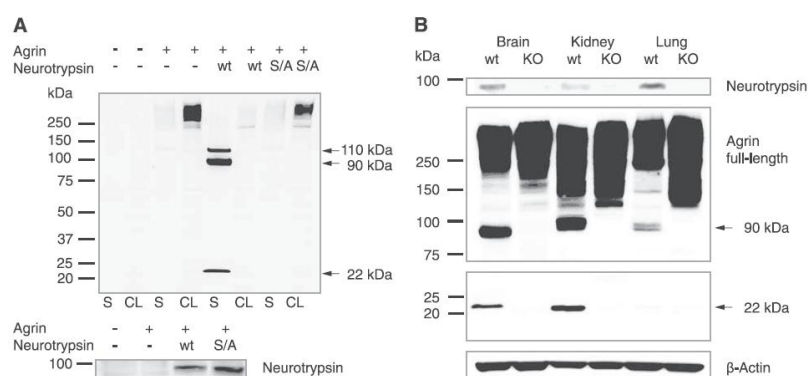 A
Agrin - - + + + + + +
Neurotrypsin - - - - wt wt S/A S/A
kDa
250
150
100
75
50
37
25
20
110 kDa
90 kDa
22 kDa
S CL S CL S CL S CL
Agrin - + + +
Neurotrypsin - - wt S/A
100
Neurotrypsin
B
Brain Kidney Lung
kDa wt KO wt KO wt KO
100
Neurotrypsin
Agrin
full-length
250
150
100
75
90 kDa
25
20
22 kDa
β-Actin